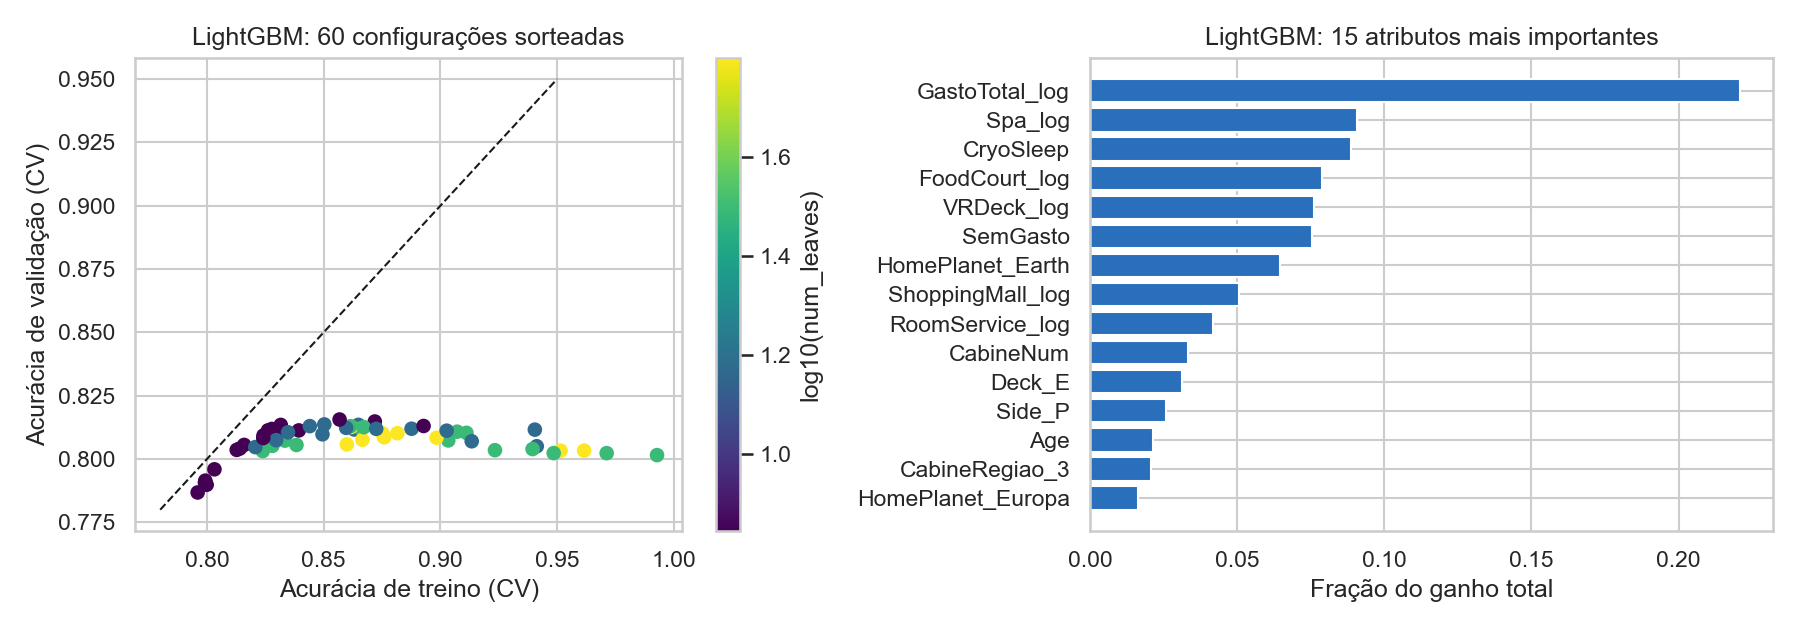 LightGBM: 60 configurações sorteadas
Acurácia de validação (CV)
0.950
0.925
0.900
0.875
0.850
0.825
0.800
0.775
0.80 0.85 0.90 0.95 1.00
Acurácia de treino (CV)
1.6
1.4
1.2
1.0
log10(num_leaves)
LightGBM: 15 atributos mais importantes
GastoTotal_log
Spa_log
CryoSleep
FoodCourt_log
VRDeck_log
SemGasto
HomePlanet_Earth
ShoppingMall_log
RoomService_log
CabineNum
Deck_E
Side_P
Age
CabineRegiao_3
HomePlanet_Europa
0.00 0.05 0.10 0.15 0.20
Fração do ganho total